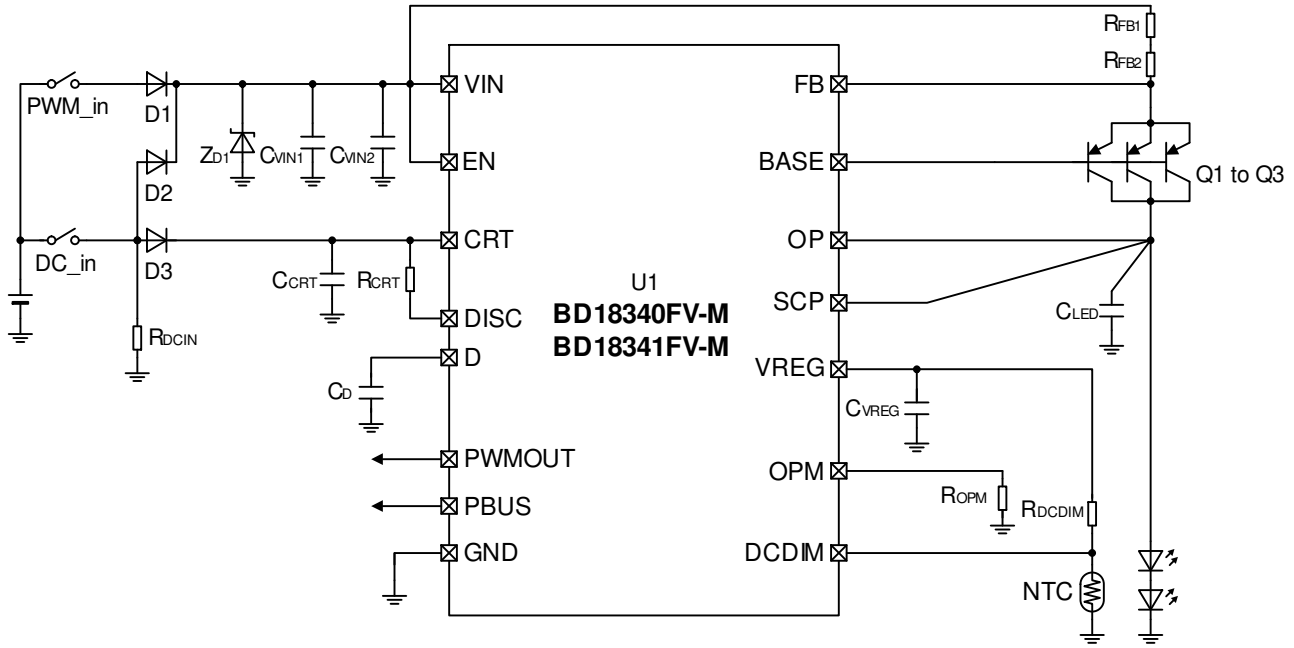 RFB1
RFB2
PWM_in
D1
D2
ZD1
CVIN1
CVIN2
VIN
EN
FB
BASE
Q1 to Q3
DC_in
D3
CCRT
RCRT
CRT
DISC
OP
SCP
U1
BD18340FV-M
BD18341FV-M
CLED
RDCIN
D
CD
VREG
CVREG
PWMOUT
PBUS
GND
OPM
ROPM
RDCDIM
DCDIM
NTC